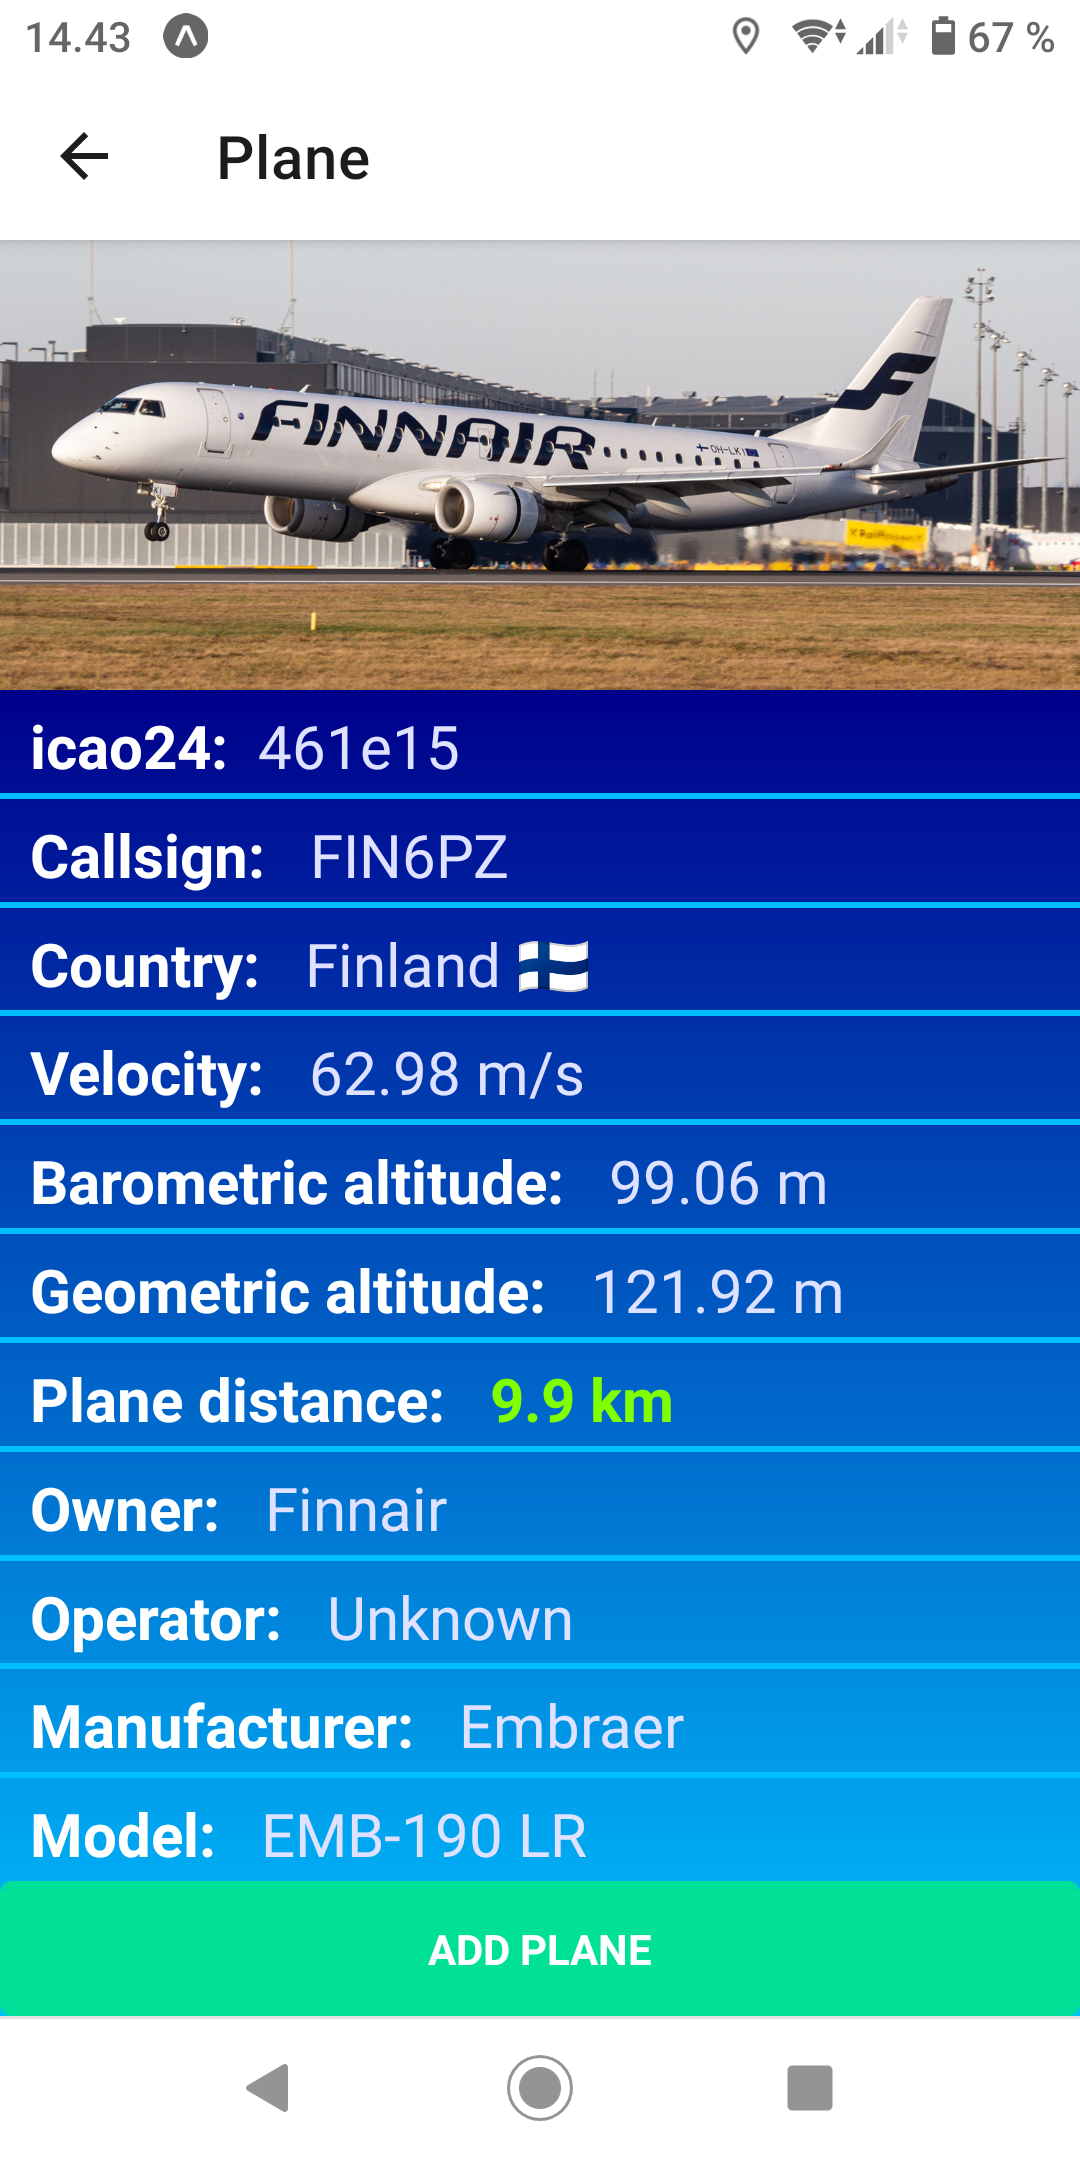 14.43
67 %
Plane
FINNAIR
OH-LKI
KI
icao24: 461e15
Callsign: FIN6PZ
Country: Finland 🇫🇮
Velocity: 62.98 m/s
Barometric altitude: 99.06 m
Geometric altitude: 121.92 m
Plane distance: 9.9 km
Owner: Finnair
Operator: Unknown
Manufacturer: Embraer
Model: EMB-190 LR
ADD PLANE